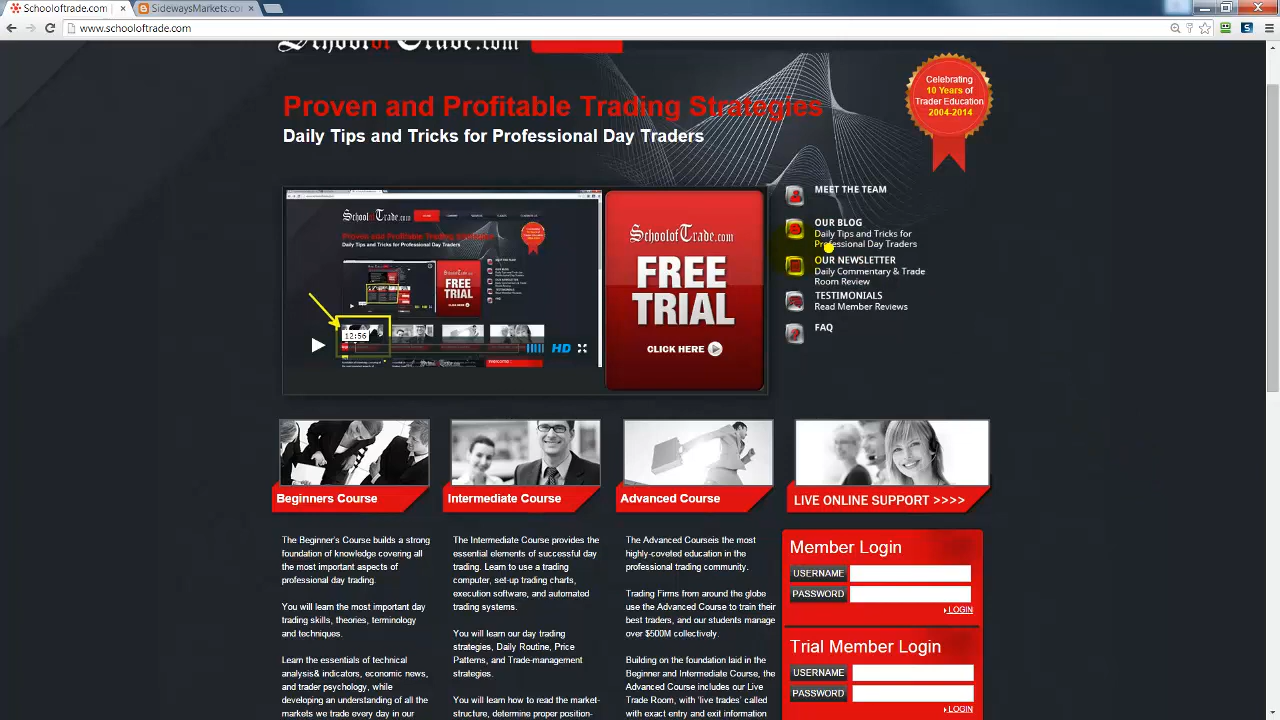 Schooloftrade.com
SidewaysMarkets.co
www.schooloftrade.com
SchoolofTrade.com
Celebrating
10 Years of
Trader Education
2004-2014
Proven and Profitable Trading Strategies
Daily Tips and Tricks for Professional Day Traders
SchoolofTrade.com
Daily Tips and Tricks for Professional Day Traders
FREE
TRIAL
12:56
HD
SchoolofTrade.com
FREE
TRIAL
CLICK HERE
MEET THE TEAM
OUR BLOG
Daily Tips and Tricks for
Professional Day Traders
OUR NEWSLETTER
Daily Commentary & Trade
Room Review
TESTIMONIALS
Read Member Reviews
FAQ
Beginners Course
Intermediate Course
Advanced Course
LIVE ONLINE SUPPORT >>>>
The Beginner's Course builds a strong
foundation of knowledge covering all
the most important aspects of
professional day trading.
You will learn the most important day
trading skills, theories, terminology
and techniques.
Learn the essentials of technical
analysis& indicators, economic news,
and trader psychology, while
developing an understanding of all the
markets we trade every day in our
The Intermediate Course provides the
essential elements of successful day
trading. Learn to use a trading
computer, set-up trading charts,
execution software, and automated
trading systems.
You will learn our day trading
strategies, Daily Routine, Price
Patterns, and Trade-management
strategies.
You will learn how to read the market-
structure, determine proper position-
The Advanced Courseis the most
highly-coveted education in the
professional trading community.
Trading Firms from around the globe
use the Advanced Course to train their
best traders, and our students manage
over $500M collectively.
Building on the foundation laid in the
Beginner and Intermediate Course, the
Advanced Course includes our Live
Trade Room, with 'live trades' called
with exact entry and exit information
Member Login
USERNAME
PASSWORD
LOGIN
Trial Member Login
USERNAME
PASSWORD
LOGIN